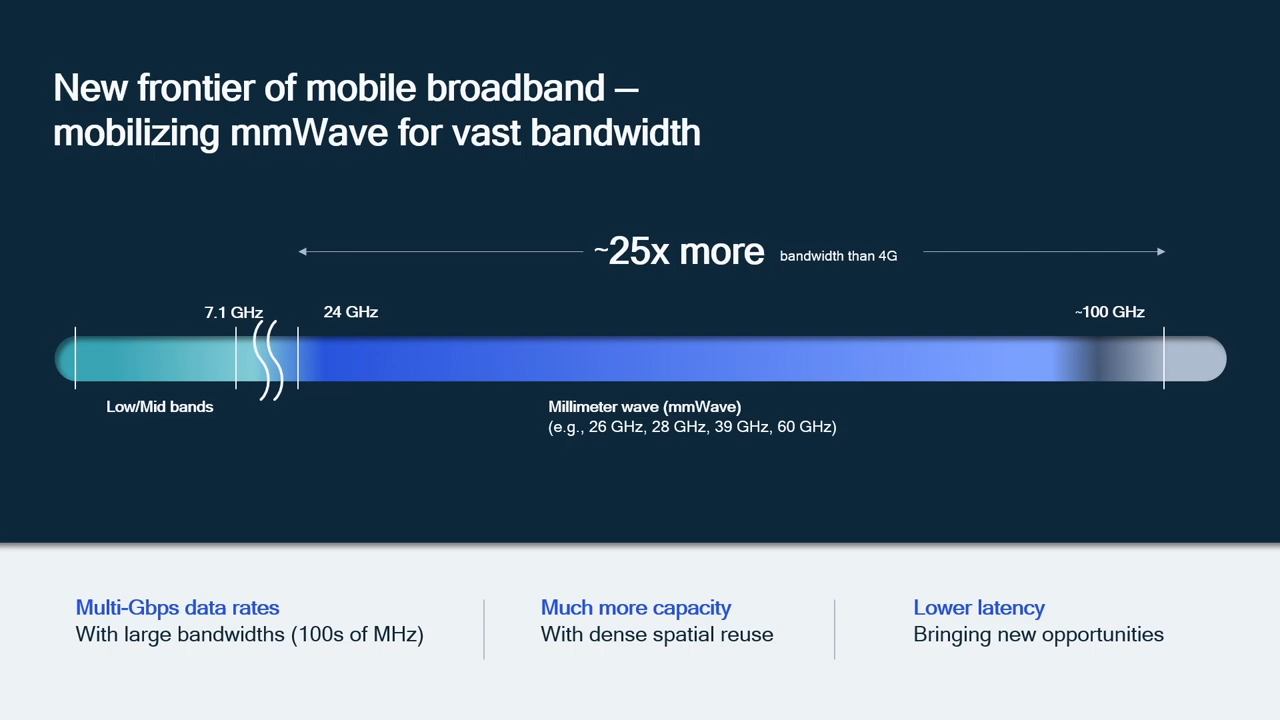 New frontier of mobile broadband —
mobilizing mmWave for vast bandwidth
~25x more bandwidth than 4G
7.1 GHz
24 GHz
~100 GHz
Low/Mid bands
Millimeter wave (mmWave)
(e.g., 26 GHz, 28 GHz, 39 GHz, 60 GHz)
Multi-Gbps data rates
With large bandwidths (100s of MHz)
Much more capacity
With dense spatial reuse
Lower latency
Bringing new opportunities